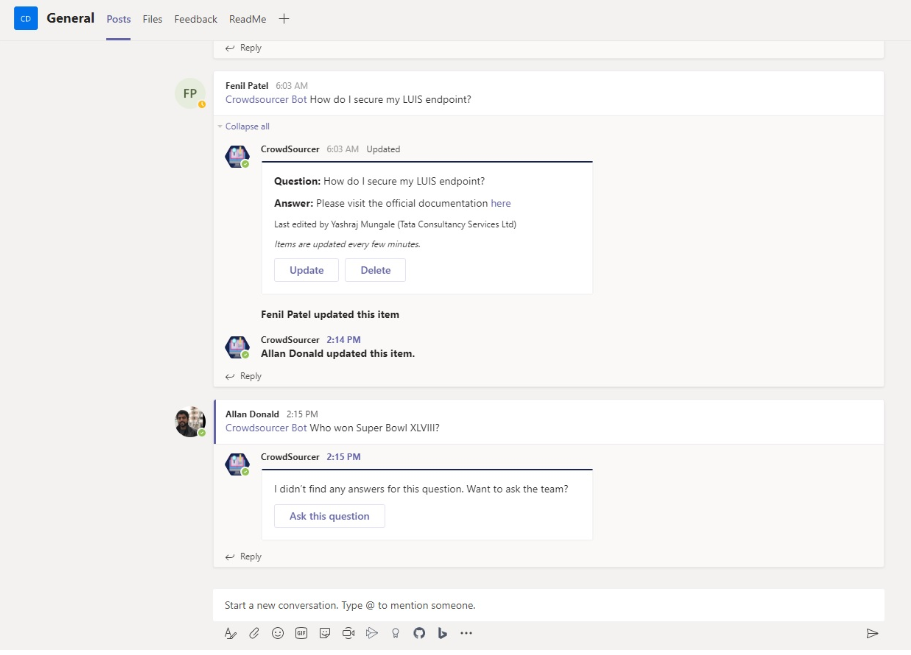 CD General Posts Files Feedback ReadMe
Reply
Fenil Patel 6:03 AM
FP
Crowdsourcer Bot How do I secure my LUIS endpoint?
Collapse all
CrowdSourcer 6:03 AM Updated
Question: How do I secure my LUIS endpoint?
Answer: Please visit the official documentation here
Last edited by Yashraj Mungale (Tata Consultancy Services Ltd)
Items are updated every few minutes.
Update Delete
Fenil Patel updated this item
CrowdSourcer 2:14 PM
Allan Donald updated this item.
Reply
Allan Donald 2:15 PM
Crowdsourcer Bot Who won Super Bowl XLVIII?
CrowdSourcer 2:15 PM
I didn't find any answers for this question. Want to ask the team?
Ask this question
Reply
Start a new conversation. Type @ to mention someone.
GIF